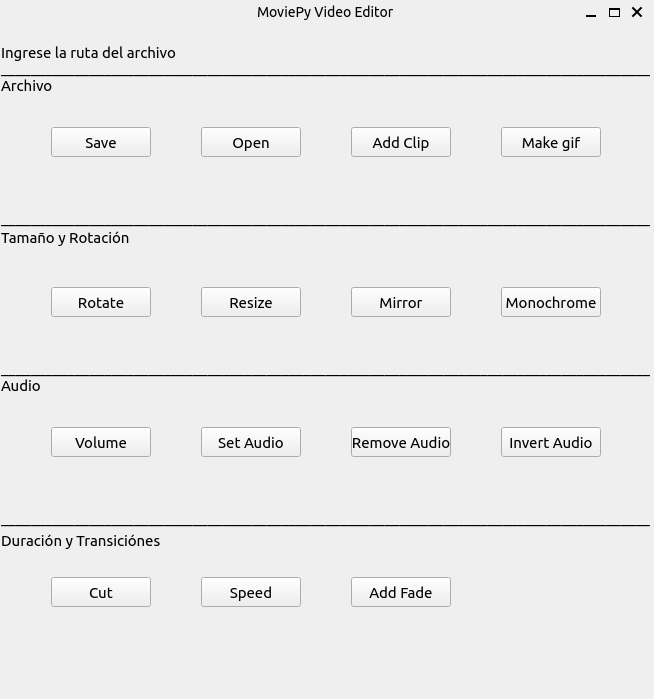 MoviePy Video Editor
Ingrese la ruta del archivo
Archivo
Save Open Add Clip Make gif
Tamaño y Rotación
Rotate Resize Mirror Monochrome
Audio
Volume Set Audio Remove Audio Invert Audio
Duración y Transiciónes
Cut Speed Add Fade